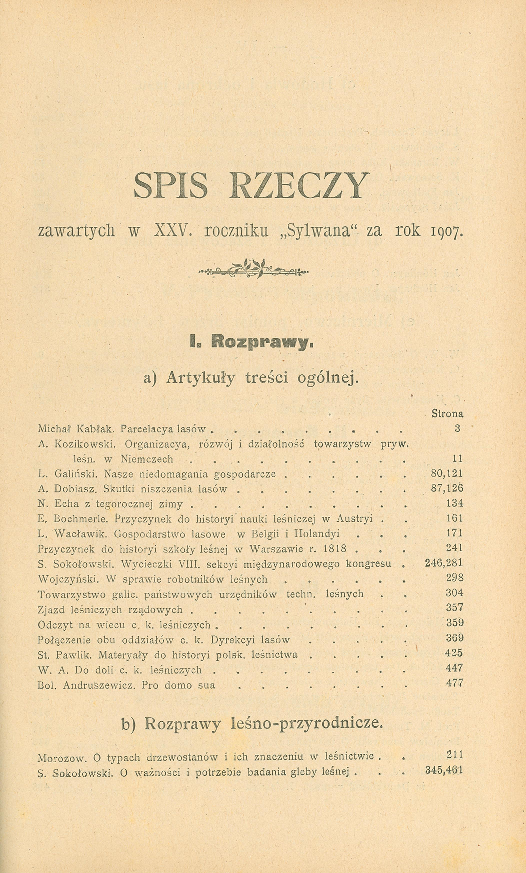 SPIS RZECZY
zawartych w XXV. roczniku „Sylwana“ za rok 1907.
I. Rozprawy.
a) Artykuły treści ogólnej.
Strona
Michał Kabłak. Parcelacya lasów . . . . . . . . . 3
A. Kozikowski. Organizacya, rózwój i działolność towarzystw pryw.
leśn. w Niemczech . . . . . . . . . . 11
L. Galiński. Nasze niedomagania gospodarcze . . . . . . 80,121
A. Dobiasz. Skutki niszczenia lasów . . . . . . . . 87,126
N. Echa z tegorocznej zimy . . . . . . . . . . 134
E. Bochmerle. Przyczynek do historyi nauki leśniczej w Austryi . . 161
L. Wacławik. Gospodarstwo lasowe w Belgii i Holandyi . . . 171
Przyczynek do historyi szkoły leśnej w Warszawie r. 1818 . . . 241
S. Sokołowski. Wycieczki VIII. sekcyi międzynarodowego kongresu . 246,281
Wojczyński. W sprawie robotników leśnych . . . . . . 298
Towarzystwo galic. państwowych urzędników techn. leśnych . . 304
Zjazd leśniczych rządowych . . . . . . . . . . 357
Odczyt na wiecu c. k. leśniczych . . . . . . . . . 359
Połączenie obu oddziałów c. k. Dyrekcyi lasów . . . . . 369
St. Pawlik. Materyały do historyi polsk. leśnictwa . . . . . 425
W. A. Do doli c. k. leśniczych . . . . . . . . . 447
Bol. Andruszewicz. Pro domo sua . . . . . . . . 477
b) Rozprawy leśno-przyrodnicze.
Morozow. O typach drzewostanów i ich znaczeniu w leśnictwie . . 211
S. Sokołowski. O ważności i potrzebie badania gleby leśnej . . . 345,461